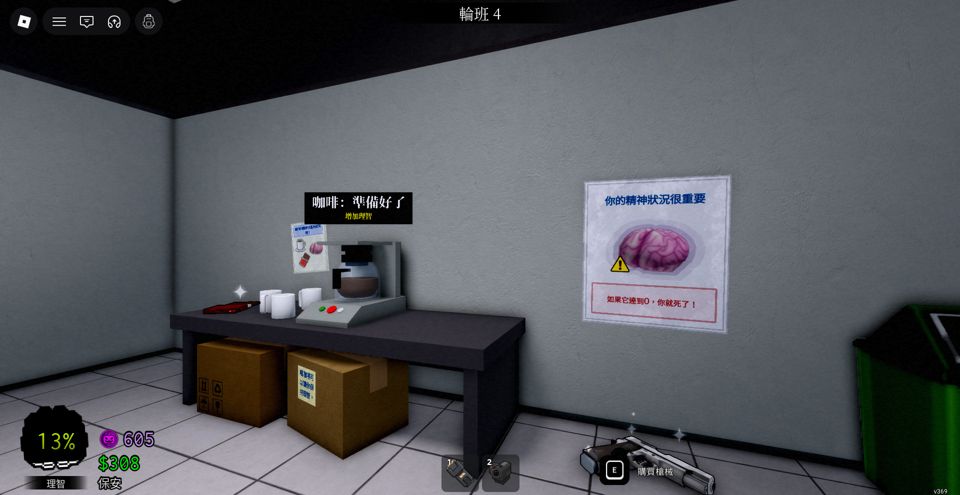 輪班 4
咖啡: 準備好了
增加理智
你的精神狀況很重要
如果它達到0，你就死了！
13%
605
$308
理智
保安
1
2
E
購買槍械
v369